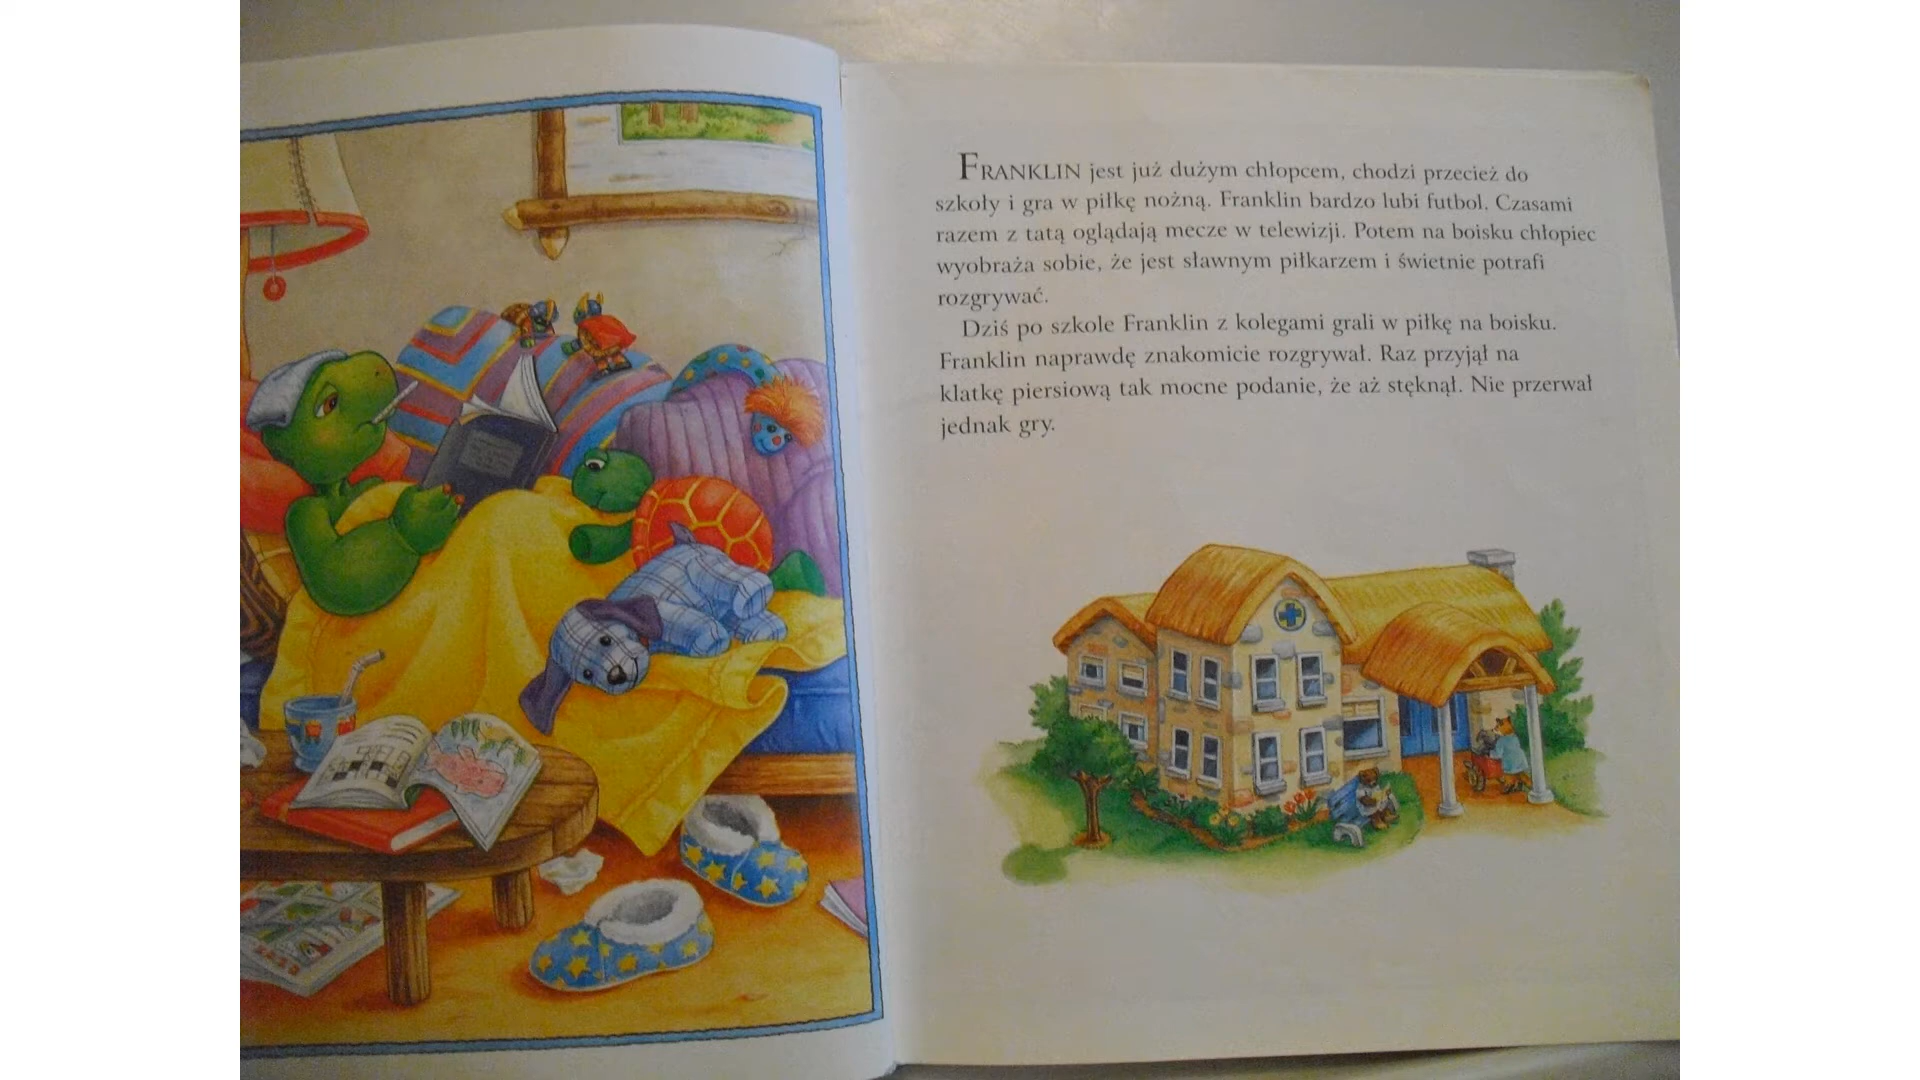 FRANKLIN jest już dużym chłopcem, chodzi przecież do
szkoły i gra w piłkę nożną. Franklin bardzo lubi futbol. Czasami
razem z tatą oglądają mecze w telewizji. Potem na boisku chłopiec
wyobraża sobie, że jest sławnym piłkarzem i świetnie potrafi
rozgrywać.
Dziś po szkole Franklin z kolegami grali w piłkę na boisku.
Franklin naprawdę znakomicie rozgrywał. Raz przyjął na
klatkę piersiową tak mocne podanie, że aż stęknął. Nie przerwał
jednak gry.